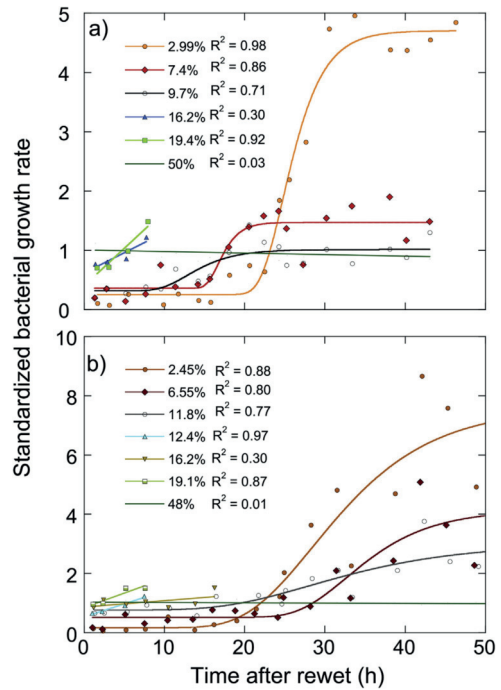 a)
2.99% R² = 0.98
7.4% R² = 0.86
9.7% R² = 0.71
16.2% R² = 0.30
19.4% R² = 0.92
50% R² = 0.03
5
4
3
2
1
0
Standardized bacterial growth rate
b)
2.45% R² = 0.88
6.55% R² = 0.80
11.8% R² = 0.77
12.4% R² = 0.97
16.2% R² = 0.30
19.1% R² = 0.87
48% R² = 0.01
10
8
6
4
2
0
0 10 20 30 40 50
Time after rewet (h)